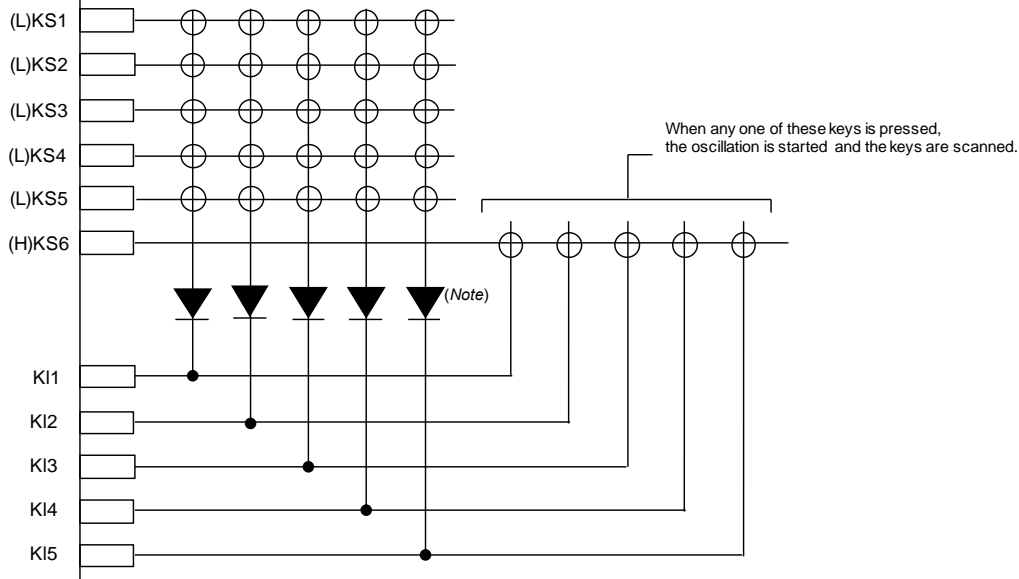 (L)KS1
(L)KS2
(L)KS3
(L)KS4
(L)KS5
(H)KS6
When any one of these keys is pressed,
the oscillation is started and the keys are scanned.
(Note)
KI1
KI2
KI3
KI4
KI5